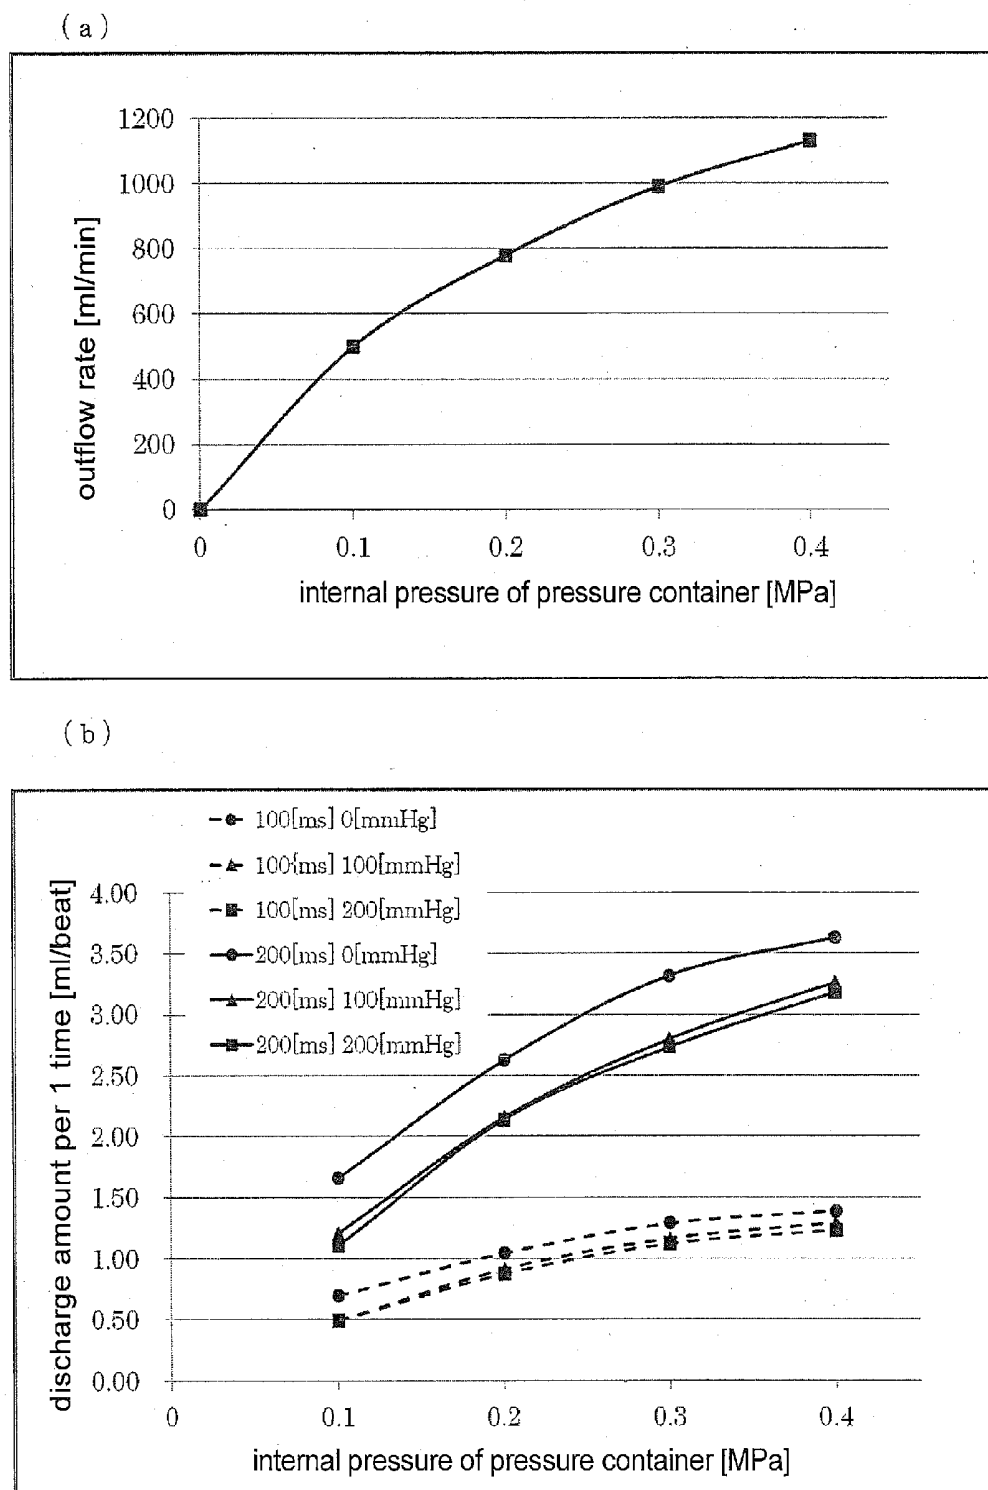 (a)
1200
1000
800
600
400
200
0
outflow rate [ml/min]
0 0.1 0.2 0.3 0.4
internal pressure of pressure container [MPa]
(b)
100[ms] 0[mmHg]
100[ms] 100[mmHg]
100[ms] 200[mmHg]
200[ms] 0[mmHg]
200[ms] 100[mmHg]
200[ms] 200[mmHg]
4.00
3.50
3.00
2.50
2.00
1.50
1.00
0.50
0.00
discharge amount per 1 time [ml/beat]
0 0.1 0.2 0.3 0.4
internal pressure of pressure container [MPa]